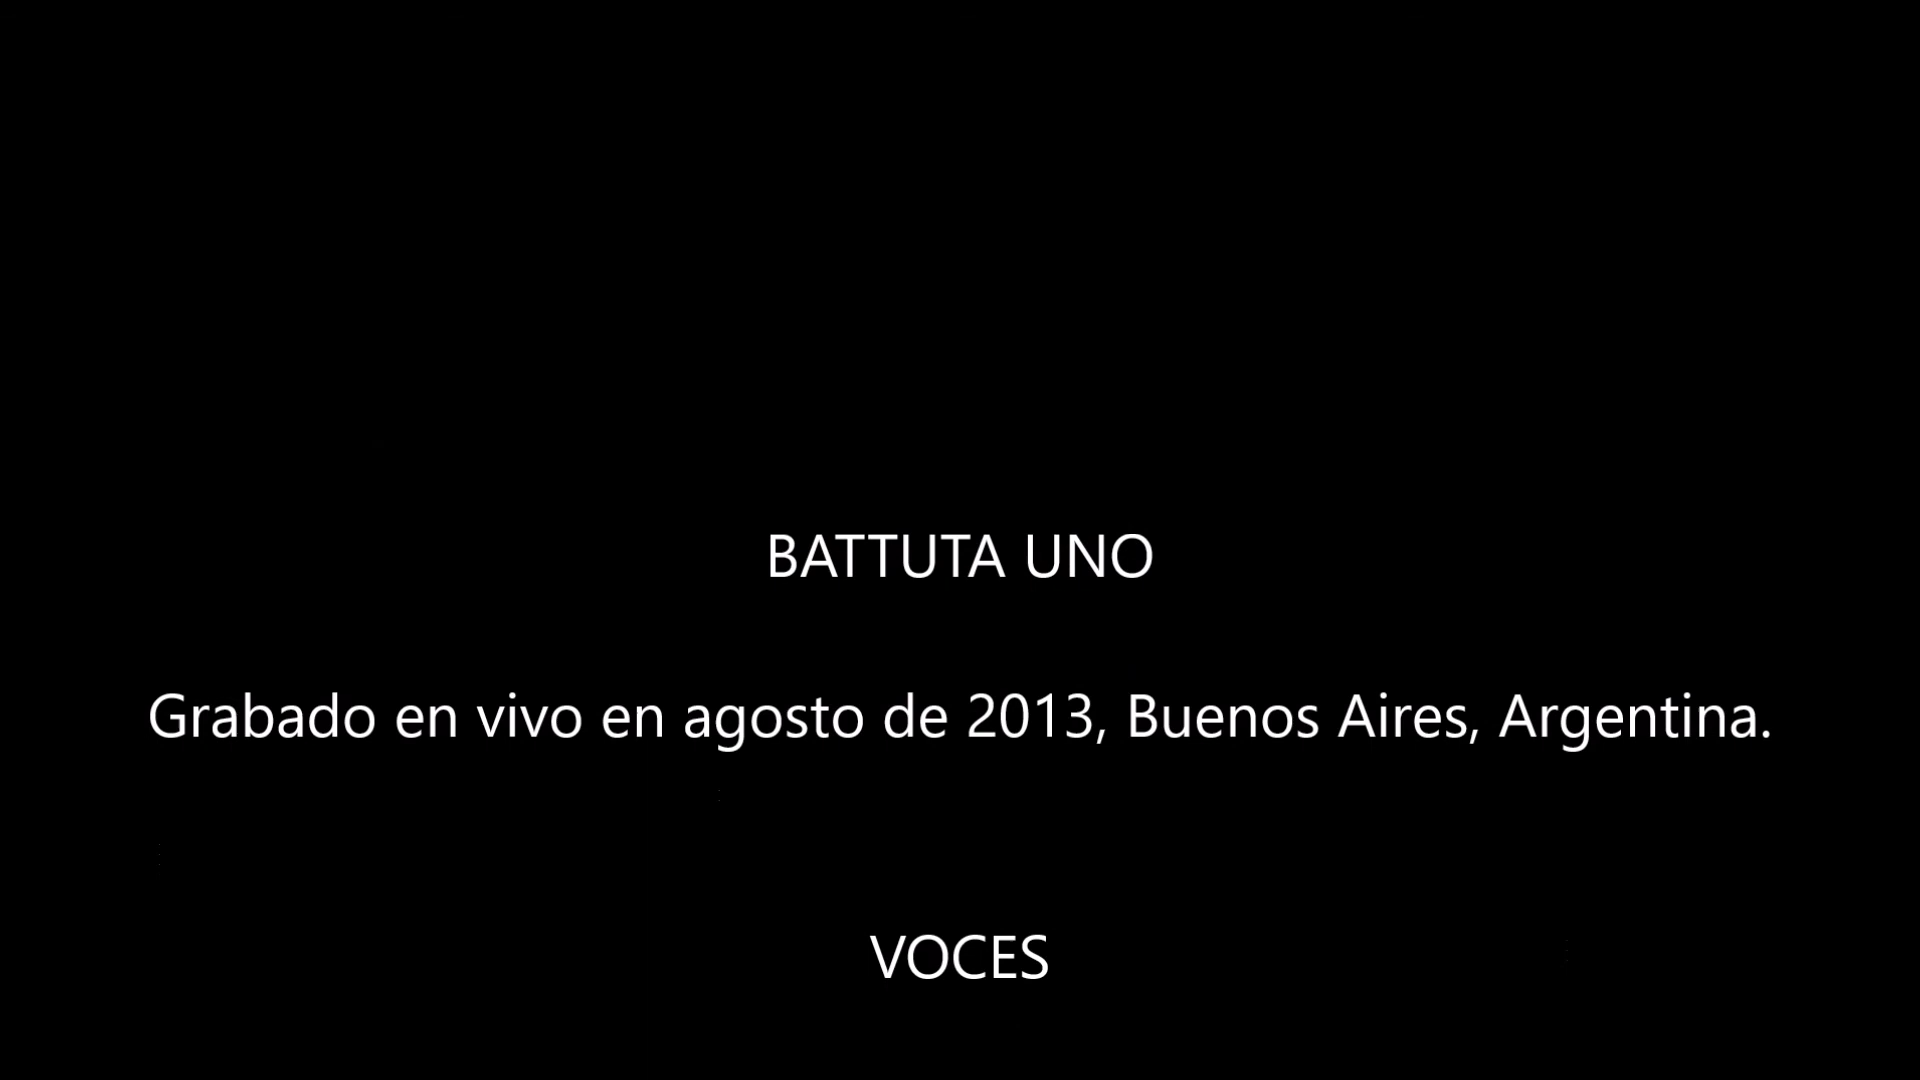 BATTUTA UNO
Grabado en vivo en agosto de 2013, Buenos Aires, Argentina.
VOCES